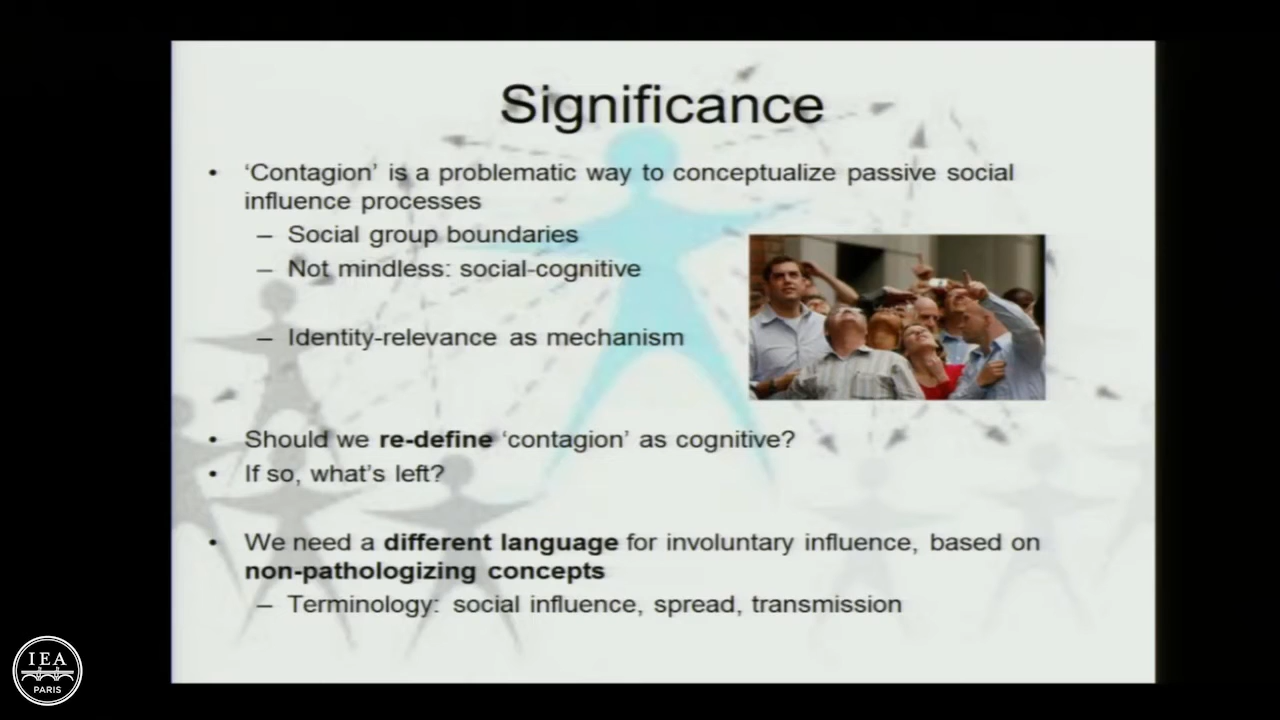 Significance
• ‘Contagion’ is a problematic way to conceptualize passive social
influence processes
– Social group boundaries
– Not mindless: social-cognitive
– Identity-relevance as mechanism
• Should we re-define ‘contagion’ as cognitive?
• If so, what’s left?
• We need a different language for involuntary influence, based on
non-pathologizing concepts
– Terminology: social influence, spread, transmission
IEA
PARIS